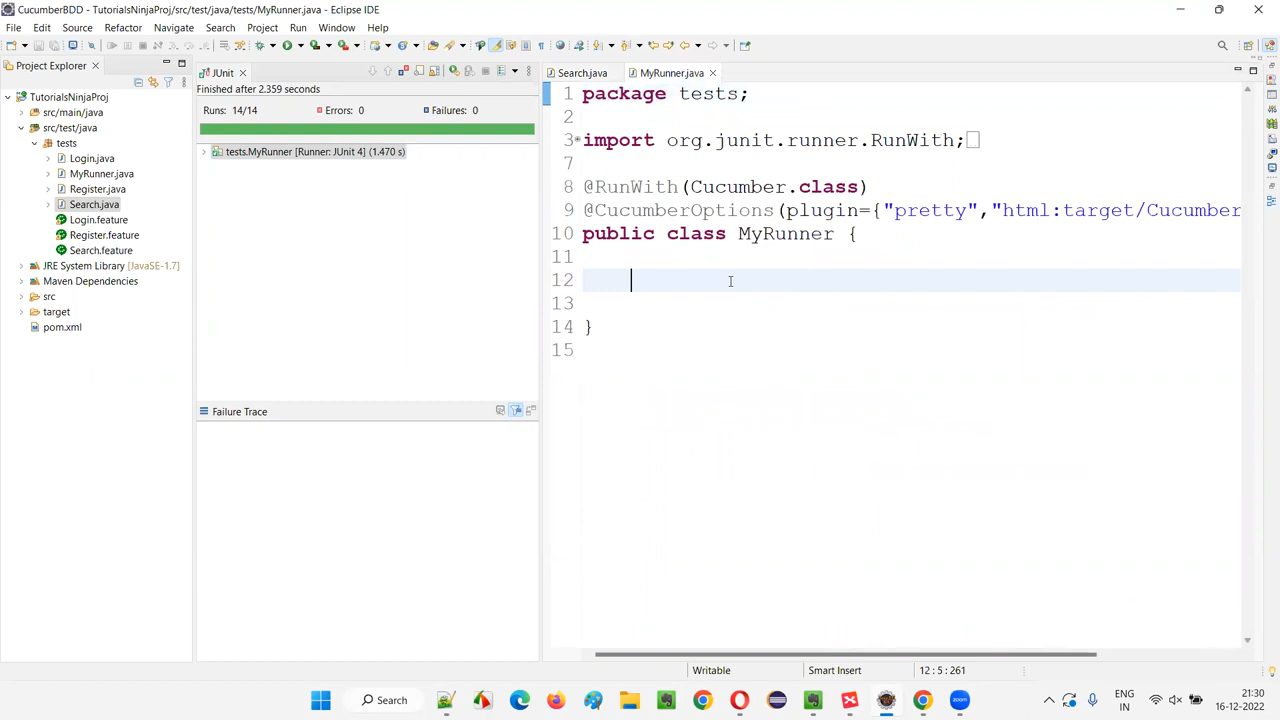 CucumberBDD - TutorialsNinjaProj/src/test/java/tests/MyRunner.java - Eclipse IDE
File Edit Source Refactor Navigate Search Project Run Window Help
Project Explorer
TutorialsNinjaProj
src/main/java
src/test/java
tests
Login.java
MyRunner.java
Register.java
Search.java
Login.feature
Register.feature
Search.feature
JRE System Library [JavaSE-1.7]
Maven Dependencies
src
target
pom.xml
JUnit
Finished after 2.359 seconds
Runs: 14/14 Errors: 0 Failures: 0
tests.MyRunner [Runner: JUnit 4] (1.470 s)
Failure Trace
Search.java MyRunner.java
1 package tests;
2
3 import org.junit.runner.RunWith;
7
8 @RunWith(Cucumber.class)
9 @CucumberOptions(plugin={"pretty","html:target/Cucumber
10 public class MyRunner {
11
12
13
14 }
15
Writable Smart Insert 12 : 5 : 261
Search
ENG
IN
21:30
16-12-2022